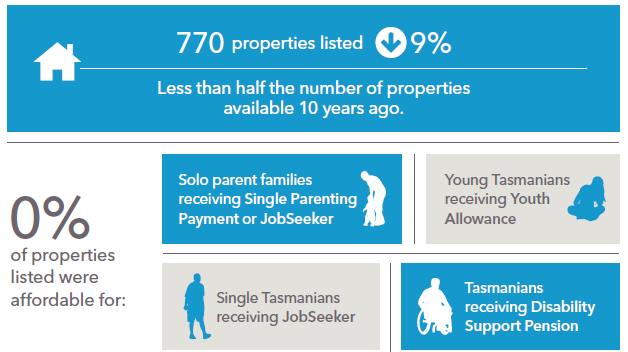 770 properties listed 9%
Less than half the number of properties
available 10 years ago.
0%
of properties
listed were
affordable for:
Solo parent families
receiving Single Parenting
Payment or JobSeeker
Young Tasmanians
receiving Youth
Allowance
Single Tasmanians
receiving JobSeeker
Tasmanians
receiving Disability
Support Pension